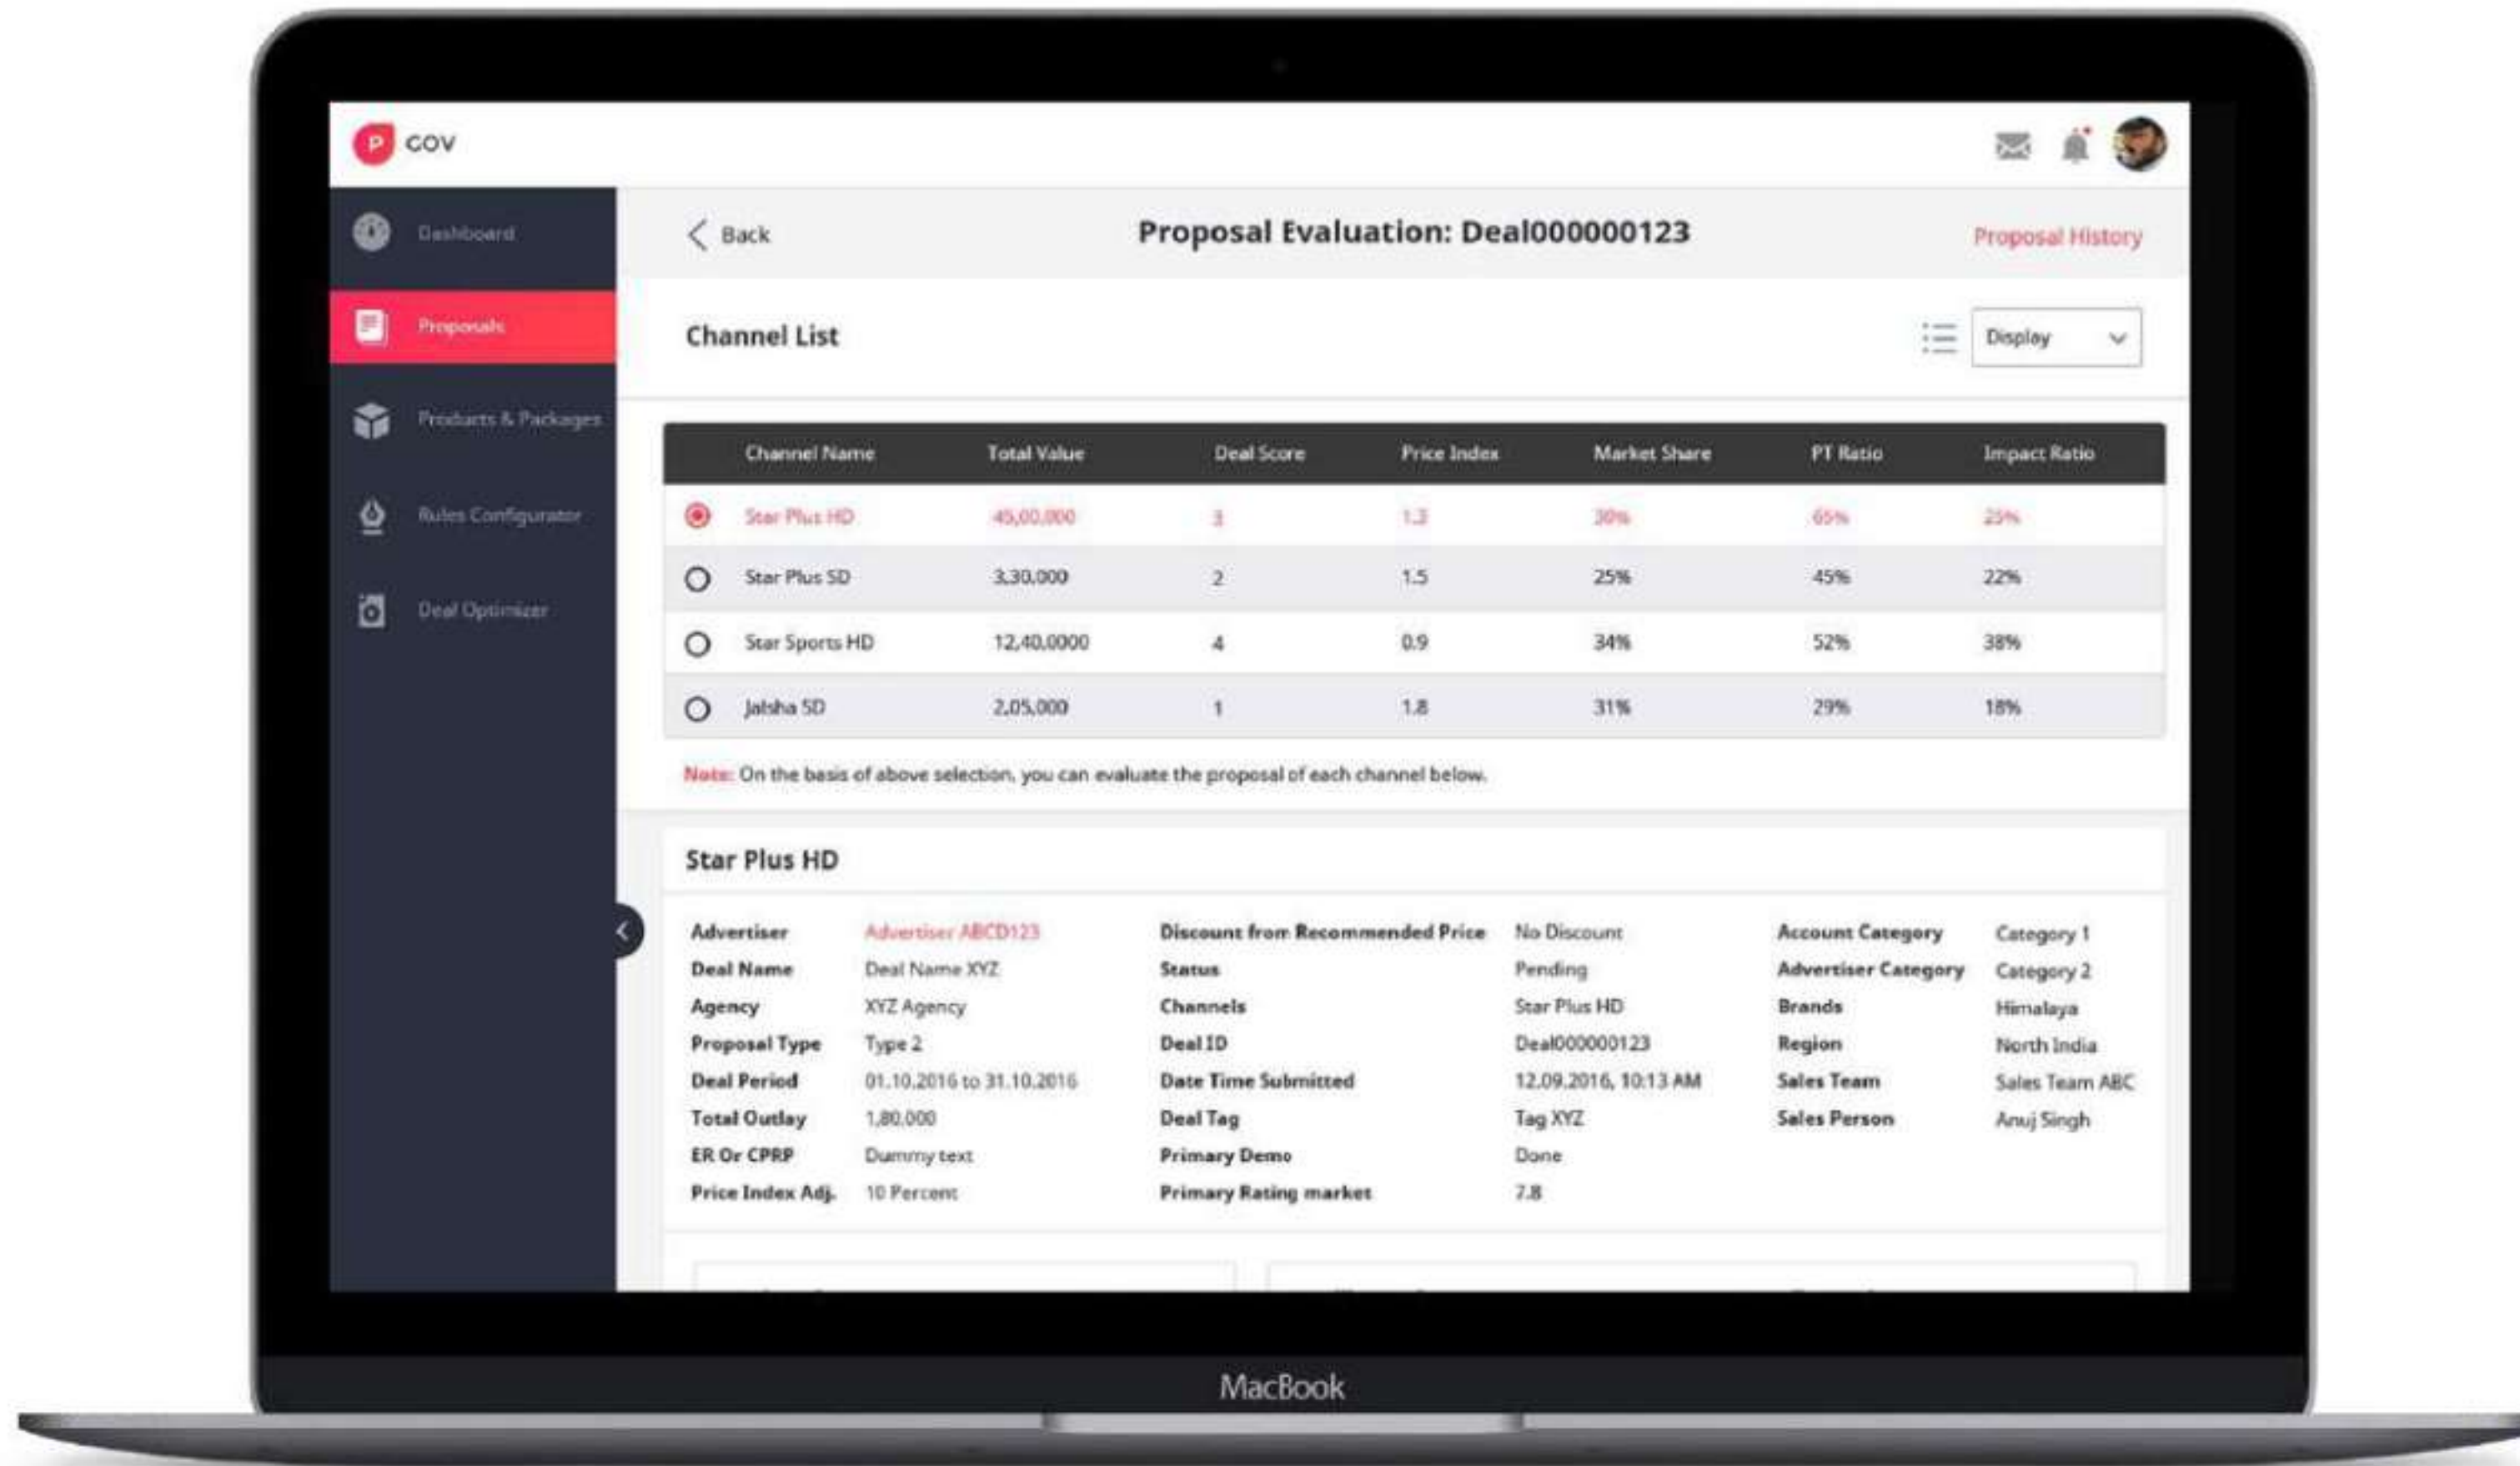 P GOV
Dashboard
Proposals
Products & Packages
Rules Configurator
Deal Optimizer
Back
Proposal Evaluation: Deal000000123
Proposal History
Channel List
Display
Channel Name Total Value Deal Score Price Index Market Share PT Ratio Impact Ratio
Star Plus HD 45,00,000 3 1.3 30% 65% 25%
Star Plus SD 3,30,000 2 1.5 25% 45% 22%
Star Sports HD 12,40,0000 4 0.9 34% 52% 38%
Jalsha SD 2,05,000 1 1.8 31% 29% 18%
Note: On the basis of above selection, you can evaluate the proposal of each channel below.
Star Plus HD
Advertiser Advertiser ABCD123 Discount from Recommended Price No Discount Account Category Category 1
Deal Name Deal Name XYZ Status Pending Advertiser Category Category 2
Agency XYZ Agency Channels Star Plus HD Brands Himalaya
Proposal Type Type 2 Deal ID Deal000000123 Region North India
Deal Period 01.10.2016 to 31.10.2016 Date Time Submitted 12.09.2016, 10:13 AM Sales Team Sales Team ABC
Total Outlay 1,80,000 Deal Tag Tag XYZ Sales Person Anuj Singh
ER Or CPRP Dummy text Primary Demo Done
Price Index Adj. 10 Percent Primary Rating market 7.8
MacBook